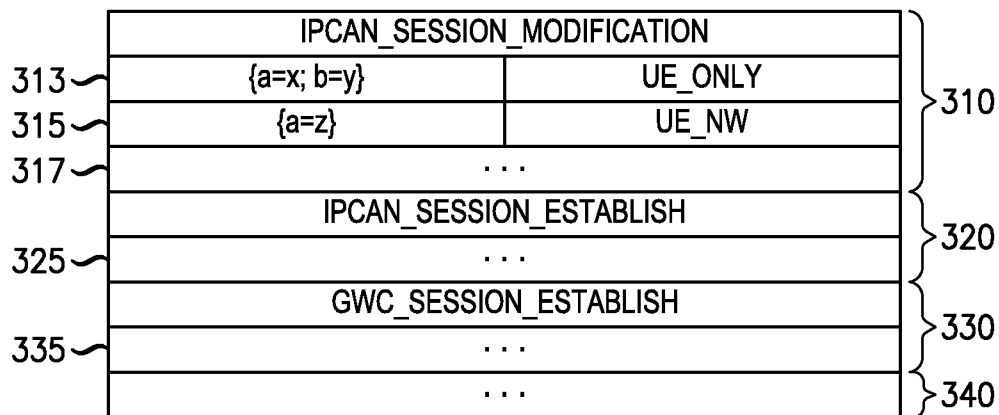 IPCAN_SESSION_MODIFICATION
313 {a=x; b=y} UE_ONLY 310
315 {a=z} UE_NW
317 . . .
IPCAN_SESSION_ESTABLISH 320
325 . . .
GWC_SESSION_ESTABLISH 330
335 . . .
. . . 340